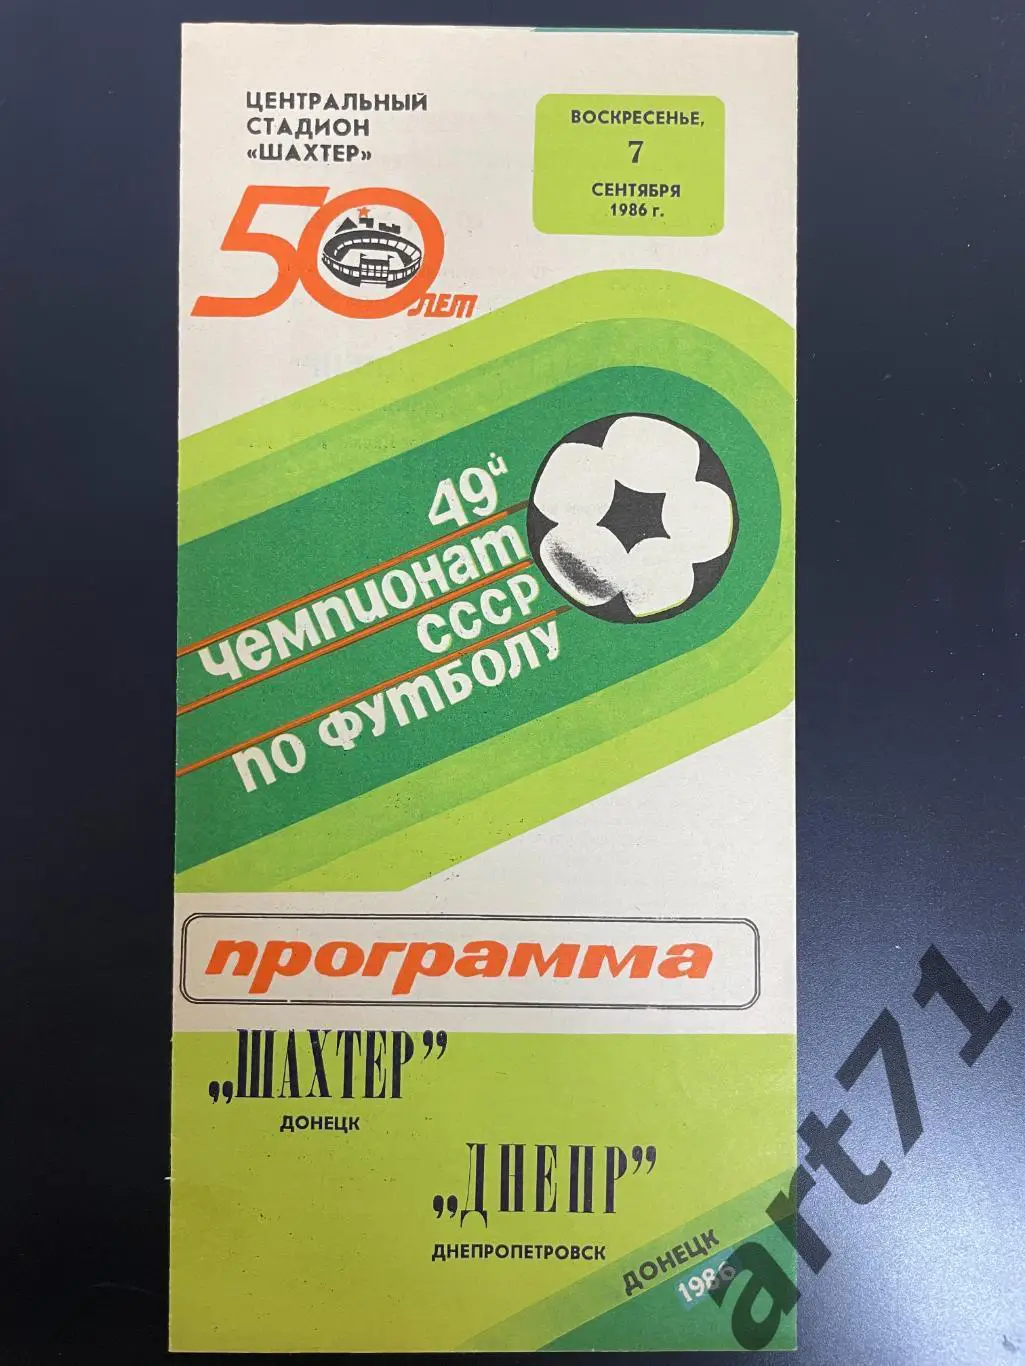 ЦЕНТРАЛЬНЫЙ
СТАДИОН
«ШАХТЕР»
50
ЛЕТ
ВОСКРЕСЕНЬЕ,
7
СЕНТЯБРЯ
1986 г.
49й
чемпионат
СССР
по футболу
программа
„ШАХТЕР”
ДОНЕЦК
„ДНЕПР”
ДНЕПРОПЕТРОВСК
ДОНЕЦК
1986
art71